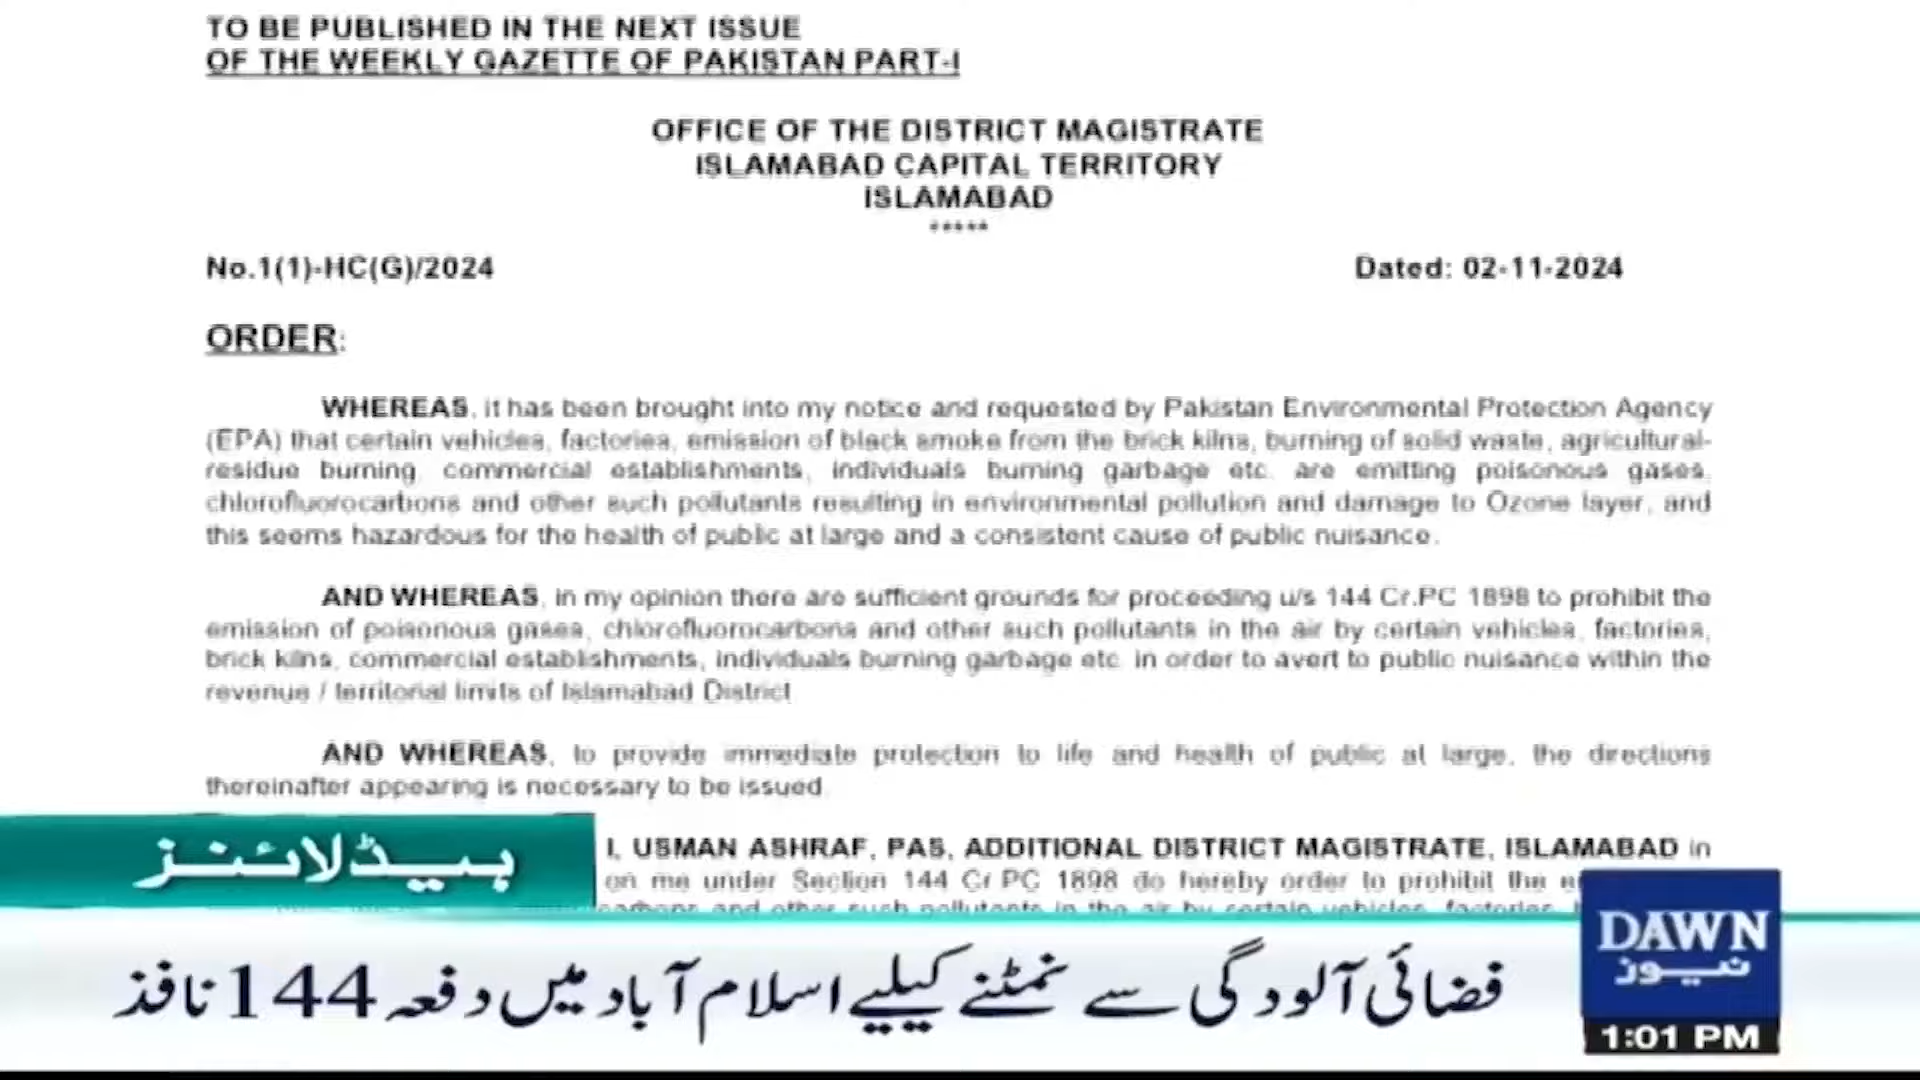 TO BE PUBLISHED IN THE NEXT ISSUE
OF THE WEEKLY GAZETTE OF PAKISTAN PART-I
OFFICE OF THE DISTRICT MAGISTRATE
ISLAMABAD CAPITAL TERRITORY
ISLAMABAD
*****
No.1(1)-HC(G)/2024 Dated: 02-11-2024
ORDER:
WHEREAS, it has been brought into my notice and requested by Pakistan Environmental Protection Agency
(EPA) that certain vehicles, factories, emission of black smoke from the brick kilns, burning of solid waste, agricultural-
residue burning, commercial establishments, individuals burning garbage etc. are emitting poisonous gases,
chlorofluorocarbons and other such pollutants resulting in environmental pollution and damage to Ozone layer, and
this seems hazardous for the health of public at large and a consistent cause of public nuisance.
AND WHEREAS, in my opinion there are sufficient grounds for proceeding u/s 144 Cr.PC 1898 to prohibit the
emission of poisonous gases, chlorofluorocarbons and other such pollutants in the air by certain vehicles, factories,
brick kilns, commercial establishments, individuals burning garbage etc. in order to avert to public nuisance within the
revenue / territorial limits of Islamabad District
AND WHEREAS, to provide immediate protection to life and health of public at large, the directions
thereinafter appearing is necessary to be issued.
I, USMAN ASHRAF, PAS, ADDITIONAL DISTRICT MAGISTRATE, ISLAMABAD in
on me under Section 144 Cr.PC 1898 do hereby order to prohibit the
and other such pollutants in the air by certain vehicles, factories,
ہیڈلائنز
فضائی آلودگی سے نمٹنے کیلیے اسلام آباد میں دفعہ 144 نافذ
DAWN
نیوز
1:01 PM